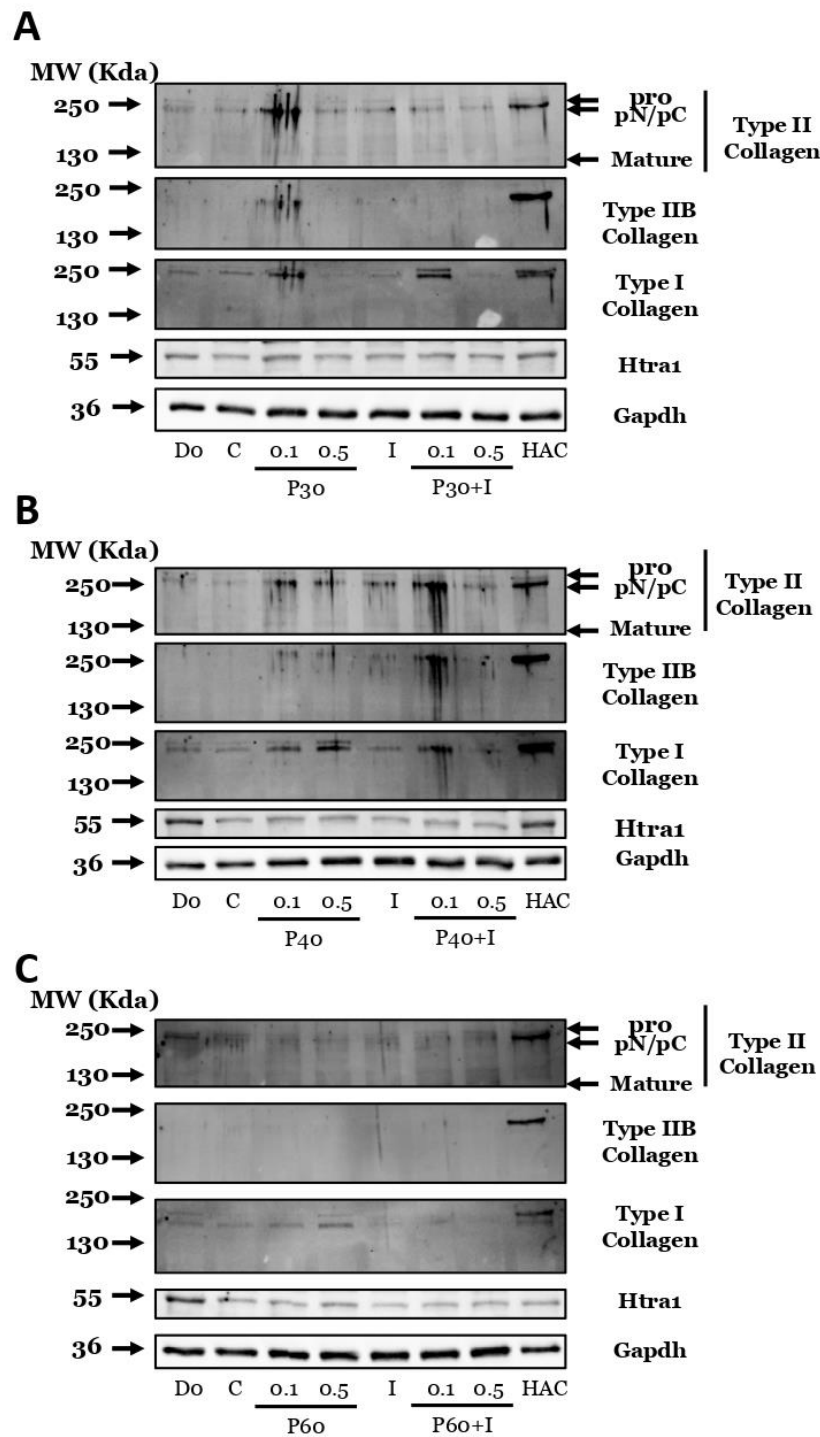 A
MW (Kda)
250
130
pro
pN/pC
Mature
Type II
Collagen
250
130
Type IIB
Collagen
250
130
Type I
Collagen
55
Htra1
36
Gapdh
D0 C 0.1 0.5 I 0.1 0.5 HAC
P30 P30+I
B
MW (Kda)
250
130
pro
pN/pC
Mature
Type II
Collagen
250
130
Type IIB
Collagen
250
130
Type I
Collagen
55
Htra1
36
Gapdh
D0 C 0.1 0.5 I 0.1 0.5 HAC
P40 P40+I
C
MW (Kda)
250
130
pro
pN/pC
Mature
Type II
Collagen
250
130
Type IIB
Collagen
250
130
Type I
Collagen
55
Htra1
36
Gapdh
D0 C 0.1 0.5 I 0.1 0.5 HAC
P60 P60+I